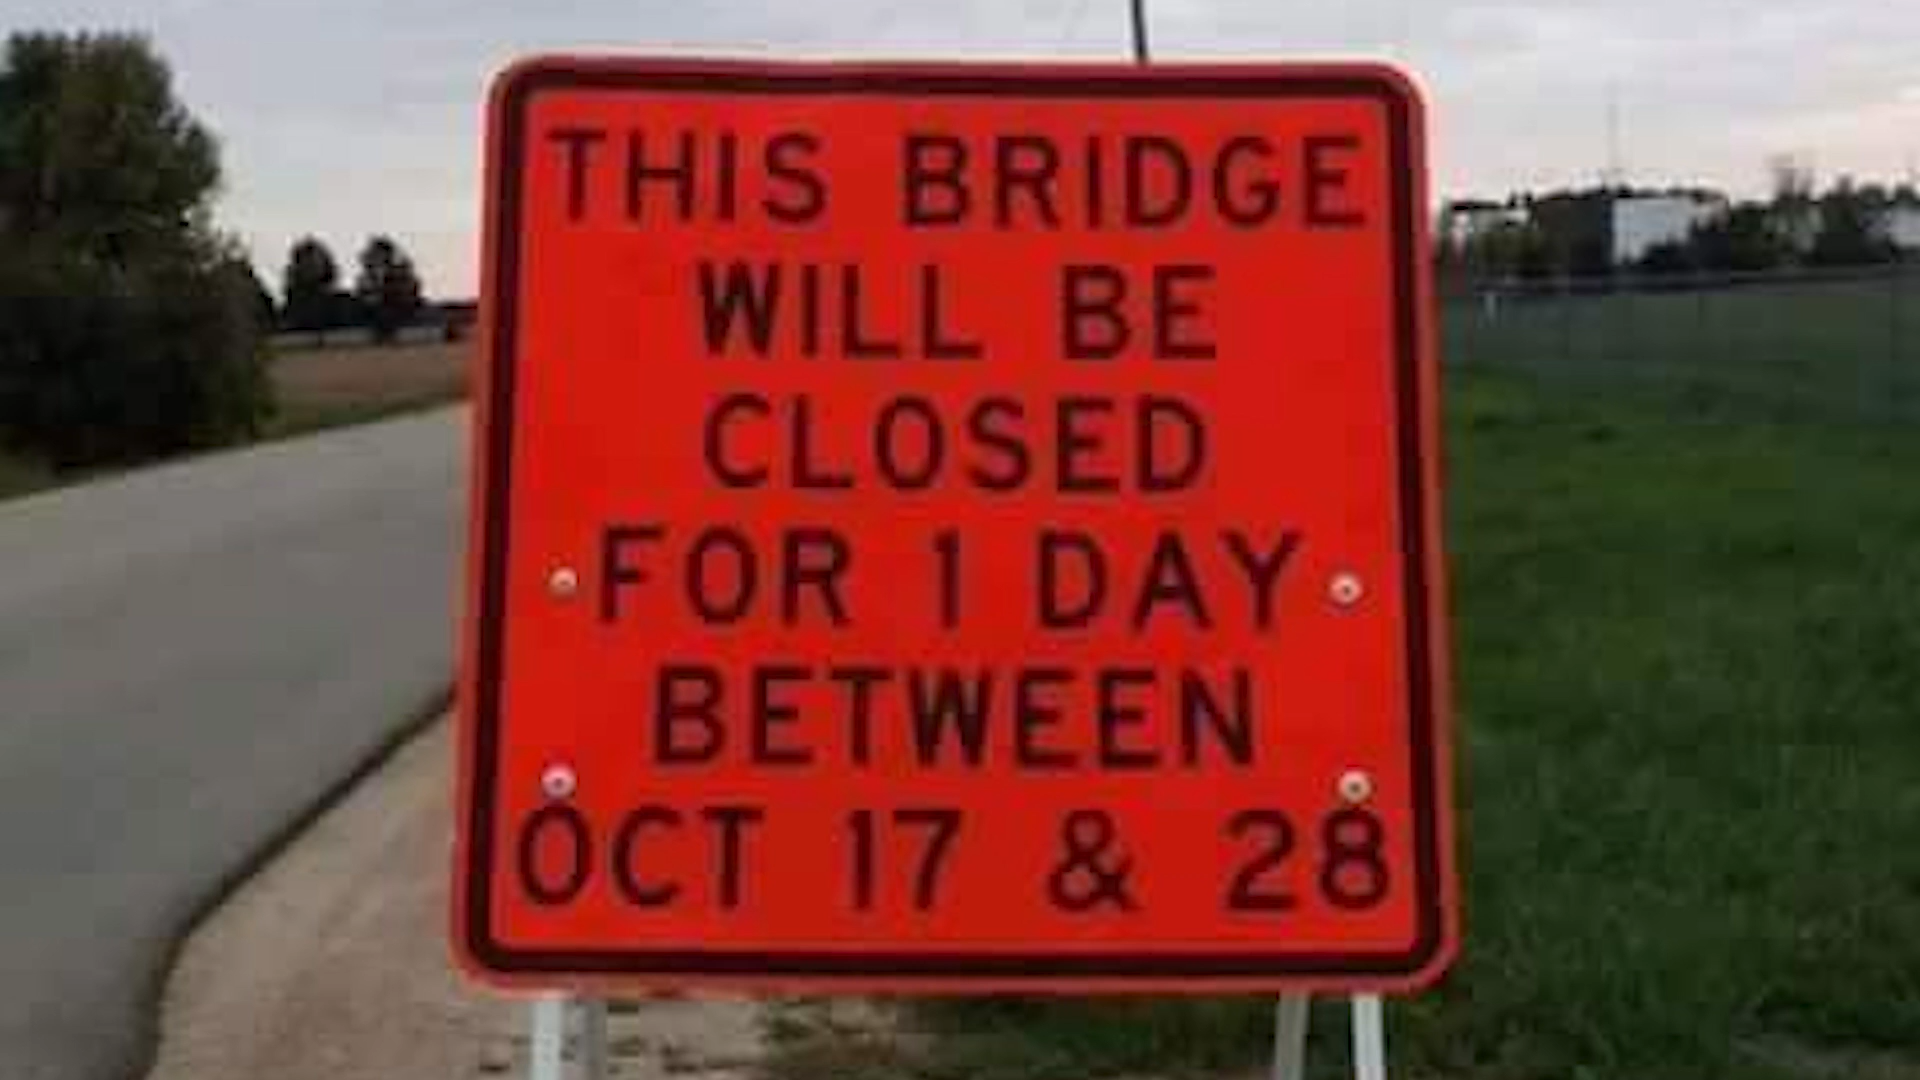 THIS BRIDGE
WILL BE
CLOSED
FOR 1 DAY
BETWEEN
OCT 17 & 28